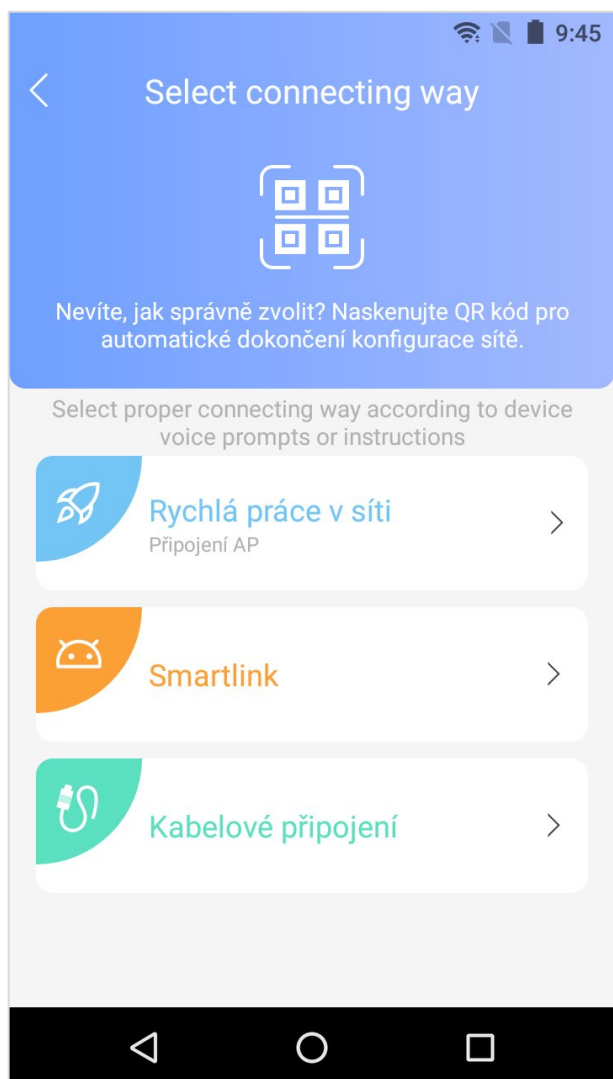 9:45
Select connecting way
Nevíte, jak správně zvolit? Naskenujte QR kód pro
automatické dokončení konfigurace sítě.
Select proper connecting way according to device
voice prompts or instructions
Rychlá práce v síti
Připojení AP
Smartlink
Kabelové připojení